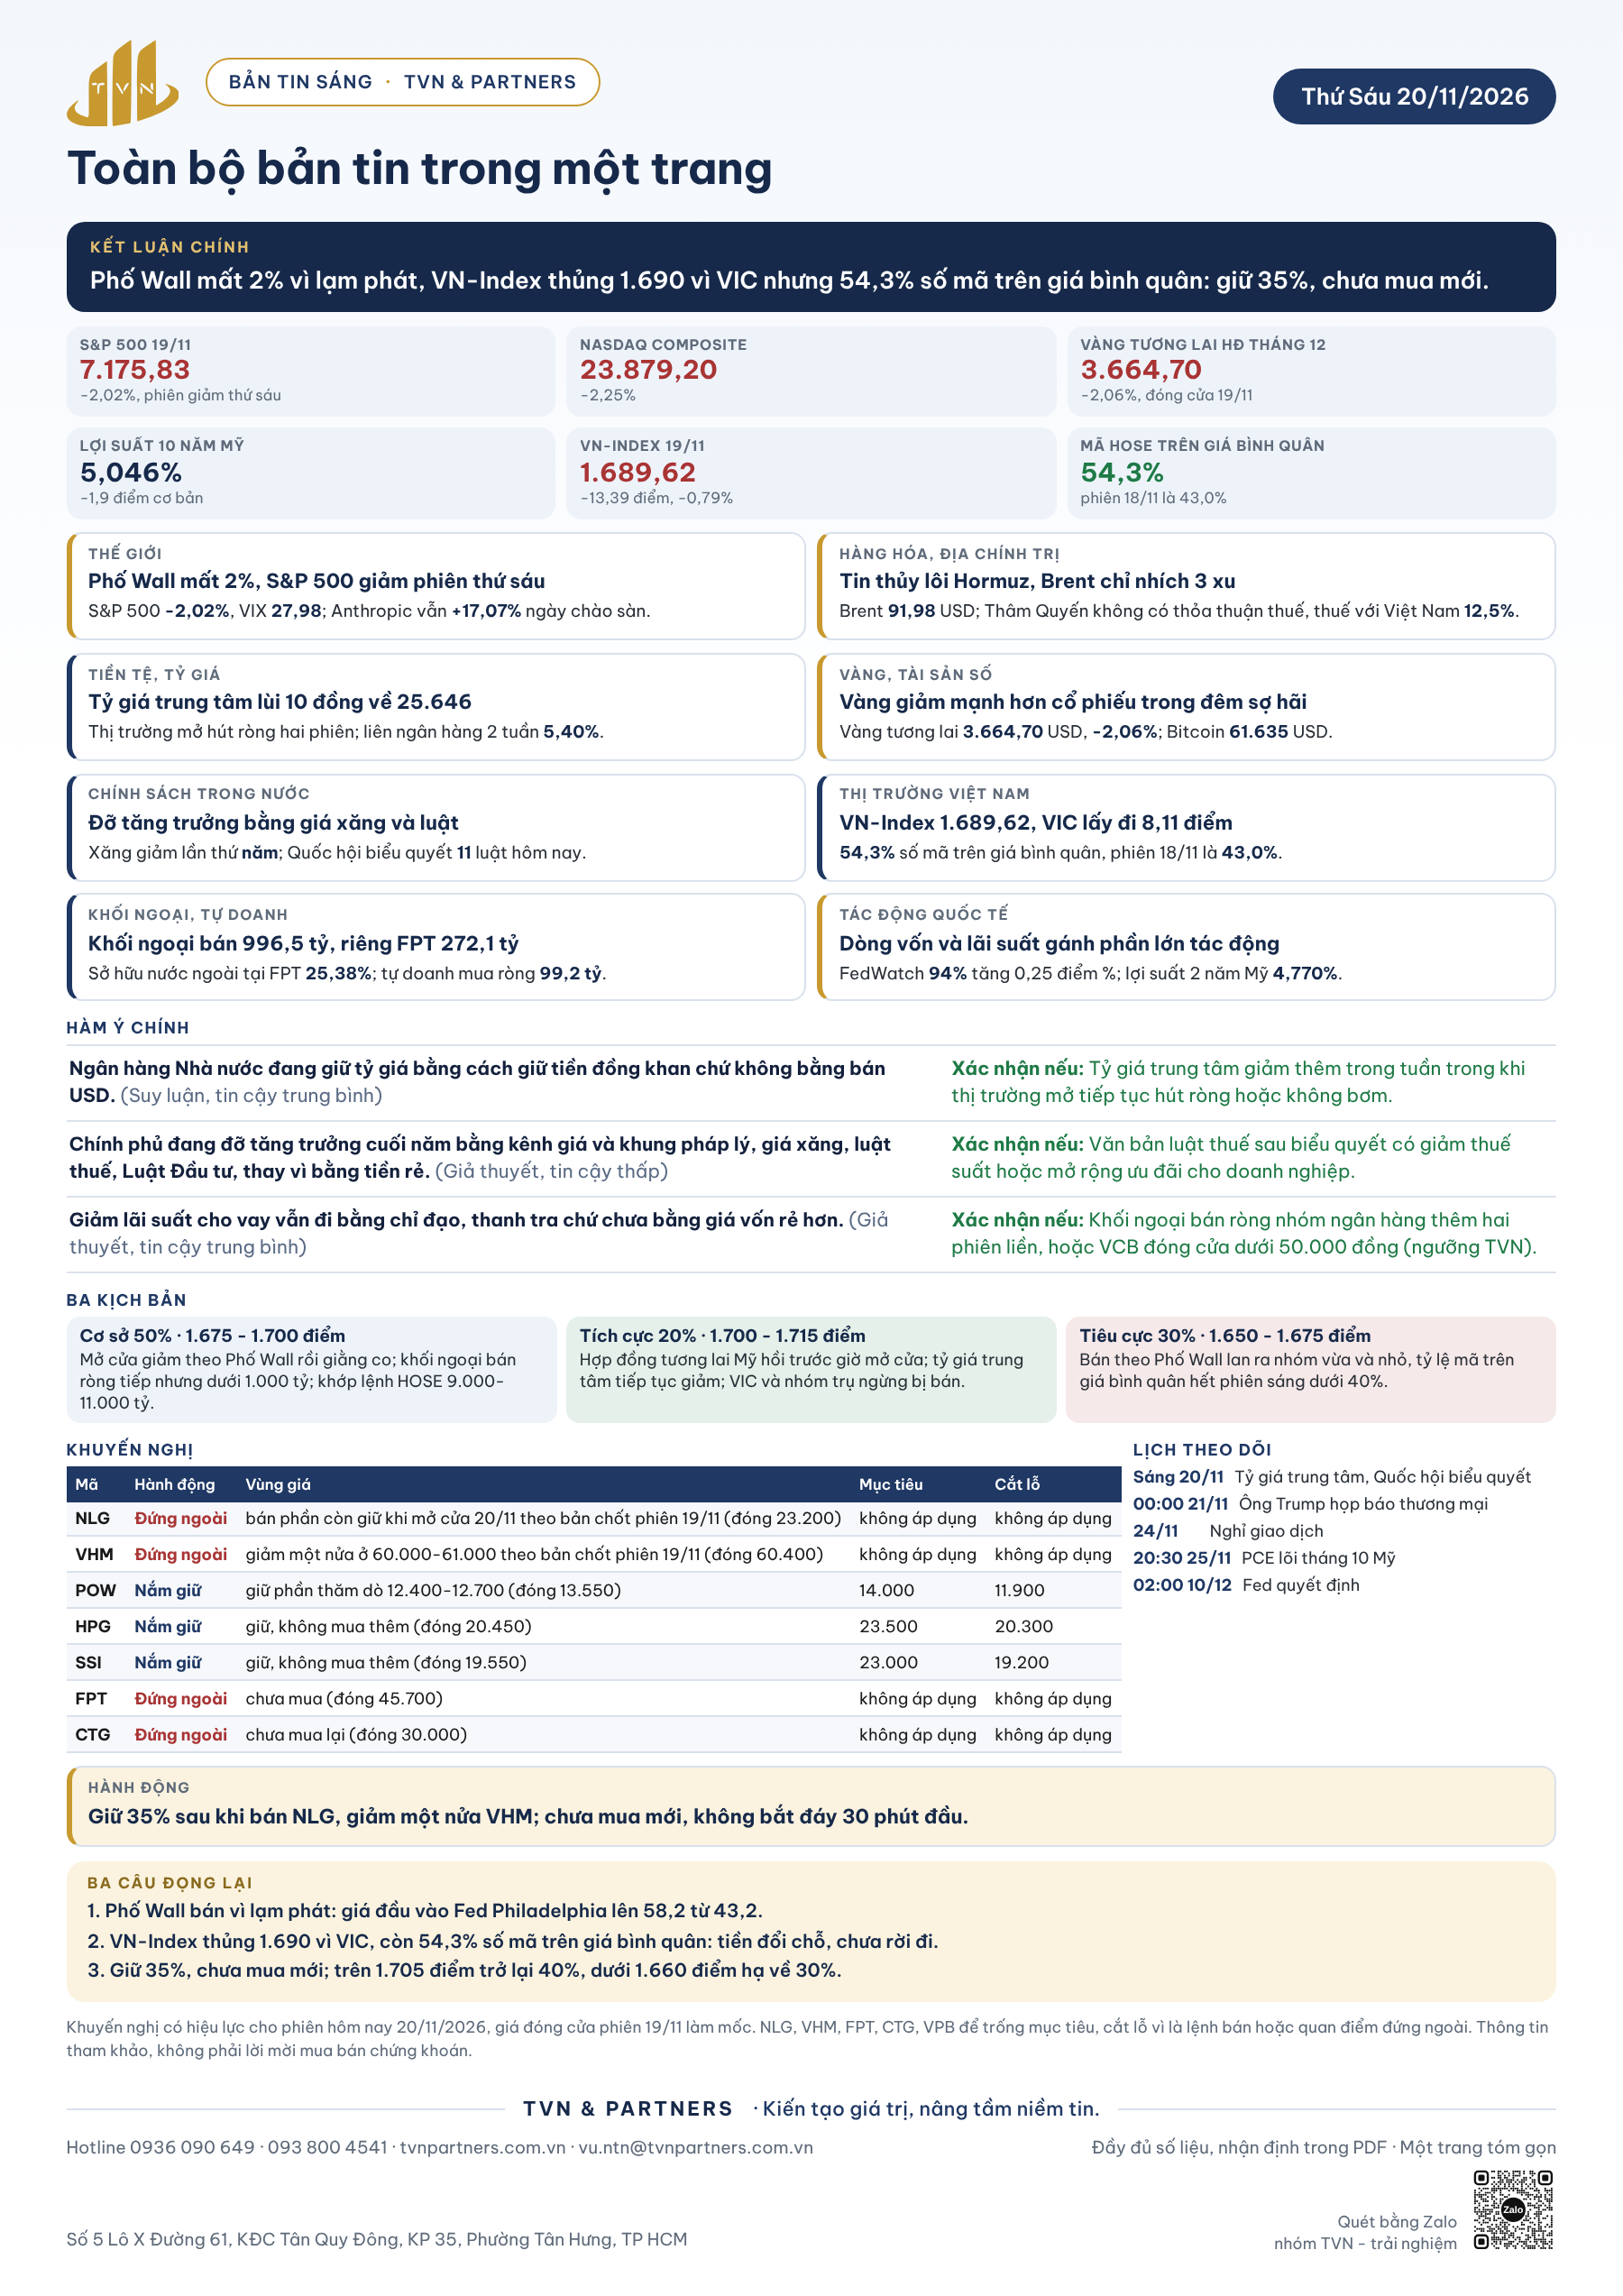 TVN
BẢN TIN SÁNG · TVN & PARTNERS
Thứ Sáu 20/11/2026
Toàn bộ bản tin trong một trang
KẾT LUẬN CHÍNH
Phố Wall mất 2% vì lạm phát, VN-Index thủng 1.690 vì VIC nhưng 54,3% số mã trên giá bình quân: giữ 35%, chưa mua mới.
S&P 500 19/11
7.175,83
-2,02%, phiên giảm thứ sáu
NASDAQ COMPOSITE
23.879,20
-2,25%
VÀNG TƯƠNG LAI HĐ THÁNG 12
3.664,70
-2,06%, đóng cửa 19/11
LỢI SUẤT 10 NĂM MỸ
5,046%
-1,9 điểm cơ bản
VN-INDEX 19/11
1.689,62
-13,39 điểm, -0,79%
MÃ HOSE TRÊN GIÁ BÌNH QUÂN
54,3%
phiên 18/11 là 43,0%
THẾ GIỚI
Phố Wall mất 2%, S&P 500 giảm phiên thứ sáu
S&P 500 -2,02%, VIX 27,98; Anthropic vẫn +17,07% ngày chào sàn.
HÀNG HÓA, ĐỊA CHÍNH TRỊ
Tin thủy lôi Hormuz, Brent chỉ nhích 3 xu
Brent 91,98 USD; Thâm Quyến không có thỏa thuận thuế, thuế với Việt Nam 12,5%.
TIỀN TỆ, TỶ GIÁ
Tỷ giá trung tâm lùi 10 đồng về 25.646
Thị trường mở hút ròng hai phiên; liên ngân hàng 2 tuần 5,40%.
VÀNG, TÀI SẢN SỐ
Vàng giảm mạnh hơn cổ phiếu trong đêm sợ hãi
Vàng tương lai 3.664,70 USD, -2,06%; Bitcoin 61.635 USD.
CHÍNH SÁCH TRONG NƯỚC
Đỡ tăng trưởng bằng giá xăng và luật
Xăng giảm lần thứ năm; Quốc hội biểu quyết 11 luật hôm nay.
THỊ TRƯỜNG VIỆT NAM
VN-Index 1.689,62, VIC lấy đi 8,11 điểm
54,3% số mã trên giá bình quân, phiên 18/11 là 43,0%.
KHỐI NGOẠI, TỰ DOANH
Khối ngoại bán 996,5 tỷ, riêng FPT 272,1 tỷ
Sở hữu nước ngoài tại FPT 25,38%; tự doanh mua ròng 99,2 tỷ.
TÁC ĐỘNG QUỐC TẾ
Dòng vốn và lãi suất gánh phần lớn tác động
FedWatch 94% tăng 0,25 điểm %; lợi suất 2 năm Mỹ 4,770%.
HÀM Ý CHÍNH
Ngân hàng Nhà nước đang giữ tỷ giá bằng cách giữ tiền đồng khan chứ không bằng bán
USD. (Suy luận, tin cậy trung bình)
Xác nhận nếu: Tỷ giá trung tâm giảm thêm trong tuần trong khi
thị trường mở tiếp tục hút ròng hoặc không bơm.
Chính phủ đang đỡ tăng trưởng cuối năm bằng kênh giá và khung pháp lý, giá xăng, luật
thuế, Luật Đầu tư, thay vì bằng tiền rẻ. (Giả thuyết, tin cậy thấp)
Xác nhận nếu: Văn bản luật thuế sau biểu quyết có giảm thuế
suất hoặc mở rộng ưu đãi cho doanh nghiệp.
Giảm lãi suất cho vay vẫn đi bằng chỉ đạo, thanh tra chứ chưa bằng giá vốn rẻ hơn. (Giả
thuyết, tin cậy trung bình)
Xác nhận nếu: Khối ngoại bán ròng nhóm ngân hàng thêm hai
phiên liền, hoặc VCB đóng cửa dưới 50.000 đồng (ngưỡng TVN).
BA KỊCH BẢN
Cơ sở 50% · 1.675 - 1.700 điểm
Mở cửa giảm theo Phố Wall rồi giằng co; khối ngoại bán
ròng tiếp nhưng dưới 1.000 tỷ; khớp lệnh HOSE 9.000-
11.000 tỷ.
Tích cực 20% · 1.700 - 1.715 điểm
Hợp đồng tương lai Mỹ hồi trước giờ mở cửa; tỷ giá trung
tâm tiếp tục giảm; VIC và nhóm trụ ngừng bị bán.
Tiêu cực 30% · 1.650 - 1.675 điểm
Bán theo Phố Wall lan ra nhóm vừa và nhỏ, tỷ lệ mã trên
giá bình quân hết phiên sáng dưới 40%.
KHUYẾN NGHỊ
Mã Hành động Vùng giá Mục tiêu Cắt lỗ
NLG Đứng ngoài bán phần còn giữ khi mở cửa 20/11 theo bản chốt phiên 19/11 (đóng 23.200) không áp dụng không áp dụng
VHM Đứng ngoài giảm một nửa ở 60.000-61.000 theo bản chốt phiên 19/11 (đóng 60.400) không áp dụng không áp dụng
POW Nắm giữ giữ phần thăm dò 12.400-12.700 (đóng 13.550) 14.000 11.900
HPG Nắm giữ giữ, không mua thêm (đóng 20.450) 23.500 20.300
SSI Nắm giữ giữ, không mua thêm (đóng 19.550) 23.000 19.200
FPT Đứng ngoài chưa mua (đóng 45.700) không áp dụng không áp dụng
CTG Đứng ngoài chưa mua lại (đóng 30.000) không áp dụng không áp dụng
LỊCH THEO DÕI
Sáng 20/11 Tỷ giá trung tâm, Quốc hội biểu quyết
00:00 21/11 Ông Trump họp báo thương mại
24/11 Nghỉ giao dịch
20:30 25/11 PCE lõi tháng 10 Mỹ
02:00 10/12 Fed quyết định
HÀNH ĐỘNG
Giữ 35% sau khi bán NLG, giảm một nửa VHM; chưa mua mới, không bắt đáy 30 phút đầu.
BA CÂU ĐỌNG LẠI
1. Phố Wall bán vì lạm phát: giá đầu vào Fed Philadelphia lên 58,2 từ 43,2.
2. VN-Index thủng 1.690 vì VIC, còn 54,3% số mã trên giá bình quân: tiền đổi chỗ, chưa rời đi.
3. Giữ 35%, chưa mua mới; trên 1.705 điểm trở lại 40%, dưới 1.660 điểm hạ về 30%.
Khuyến nghị có hiệu lực cho phiên hôm nay 20/11/2026, giá đóng cửa phiên 19/11 làm mốc. NLG, VHM, FPT, CTG, VPB để trống mục tiêu, cắt lỗ vì là lệnh bán hoặc quan điểm đứng ngoài. Thông tin
tham khảo, không phải lời mời mua bán chứng khoán.
TVN & PARTNERS · Kiến tạo giá trị, nâng tầm niềm tin.
Hotline 0936 090 649 · 093 800 4541 · tvnpartners.com.vn · vu.ntn@tvnpartners.com.vn
Đầy đủ số liệu, nhận định trong PDF · Một trang tóm gọn
Số 5 Lô X Đường 61, KĐC Tân Quy Đông, KP 35, Phường Tân Hưng, TP HCM
Quét bằng Zalo
nhóm TVN - trải nghiệm
Zalo